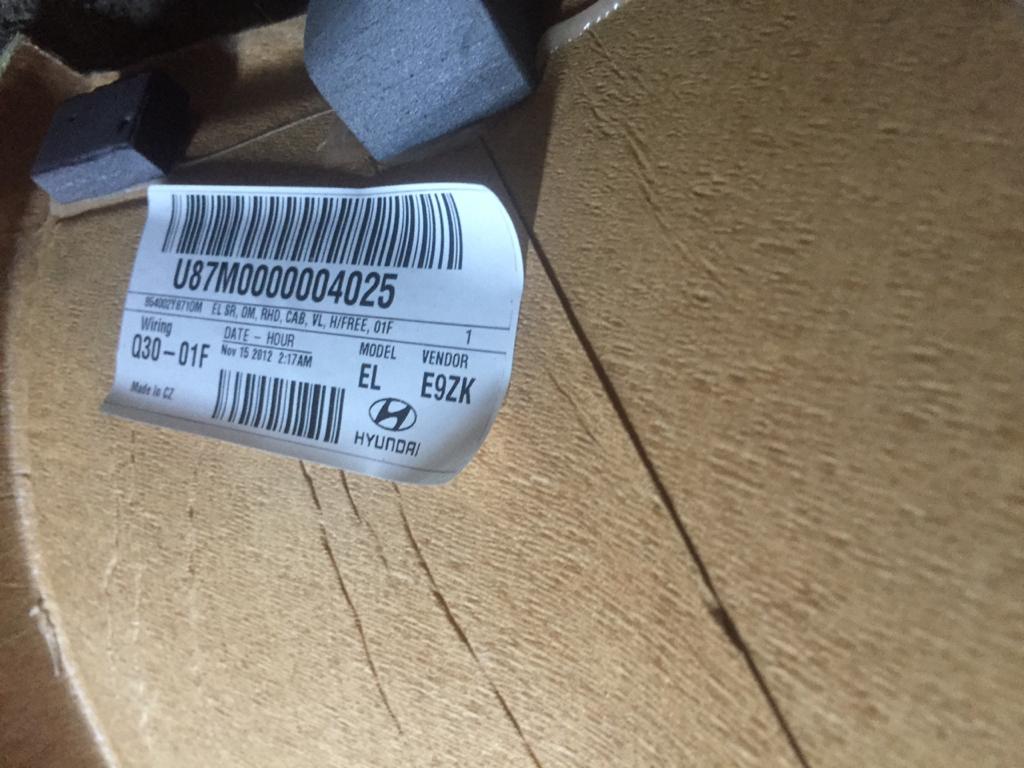 U87M0000004025
954002Y8710M EL SR, OM, RHD, CAB, VL, H/FREE, 01F 1
Wiring
Q30-01F
DATE - HOUR
Nov 15 2012 2:17AM
MODEL
EL
VENDOR
E9ZK
Made In CZ
HYUNDAI